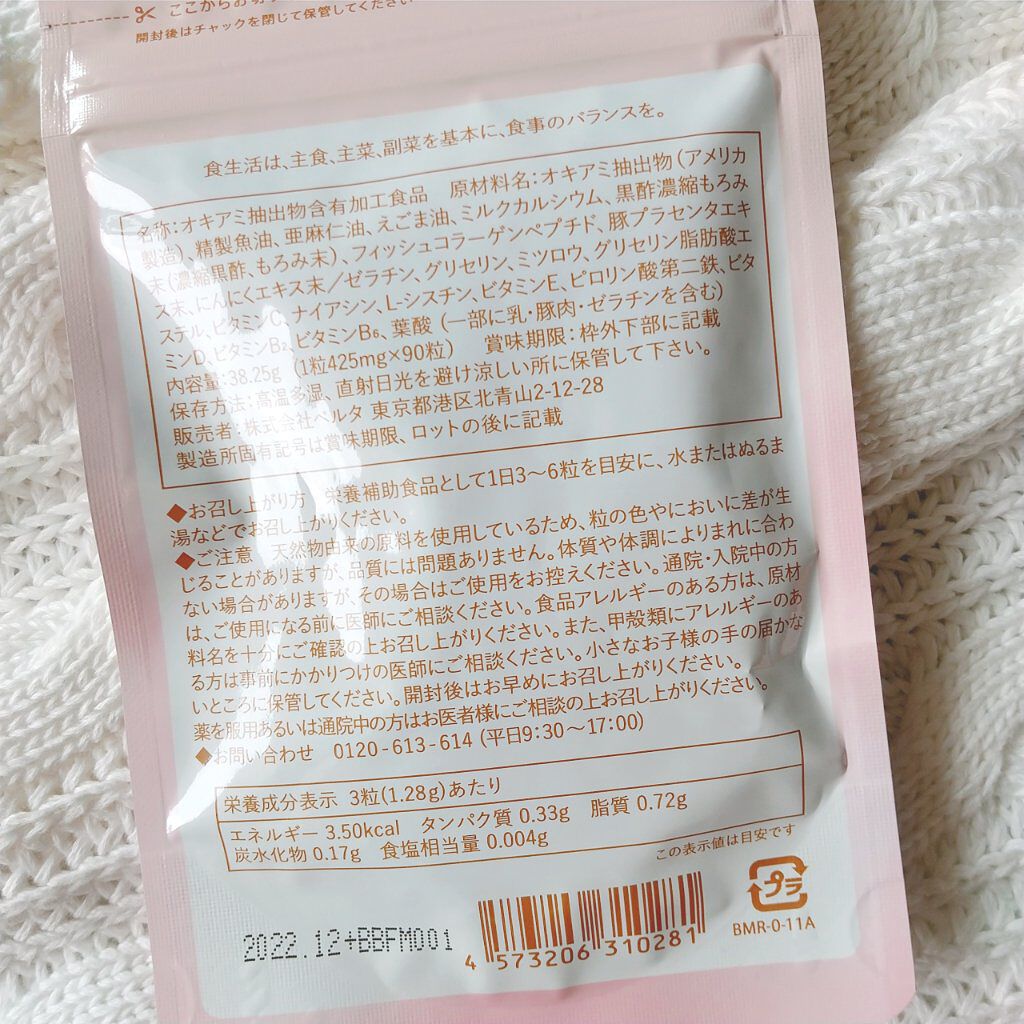 ここからお切り
開封後はチャックを閉じて保管してください
食生活は、主食、主菜、副菜を基本に、食事のバランスを。
名称：オキアミ抽出物含有加工食品 原材料名：オキアミ抽出物（アメリカ
製造）、精製魚油、亜麻仁油、えごま油、ミルクカルシウム、黒酢濃縮もろみ
末（濃縮黒酢、もろみ末）、フィッシュコラーゲンペプチド、豚プラセンタエキ
ス末、にんにくエキス末／ゼラチン、グリセリン、ミツロウ、グリセリン脂肪酸エ
ステル、ビタミンC、ナイアシン、L-シスチン、ビタミンE、ピロリン酸第二鉄、ビタ
ミンD、ビタミンB₂、ビタミンB₆、葉酸（一部に乳・豚肉・ゼラチンを含む）
内容量：38.25g（1粒425mg×90粒） 賞味期限：枠外下部に記載
保存方法：高温多湿、直射日光を避け涼しい所に保管して下さい。
販売者：株式会社ベルタ 東京都港区北青山2-12-28
製造所固有記号は賞味期限、ロットの後に記載
◆お召し上がり方 栄養補助食品として1日3～6粒を目安に、水またはぬるま
湯などでお召し上がりください。
◆ご注意 天然物由来の原料を使用しているため、粒の色やにおいに差が生
じることがありますが、品質には問題ありません。体質や体調によりまれに合わ
ない場合がありますが、その場合はご使用をお控えください。通院・入院中の方
は、ご使用になる前に医師にご相談ください。食品アレルギーのある方は、原材
料名を十分にご確認の上お召し上がりください。また、甲殻類にアレルギーのあ
る方は事前にかかりつけの医師にご相談ください。小さなお子様の手の届かな
いところに保管してください。開封後はお早めにお召し上がりください。
薬を服用あるいは通院中の方はお医者様にご相談の上お召し上がりください。
◆お問い合わせ 0120-613-614（平日9:30～17:00）
栄養成分表示 3粒(1.28g)あたり
エネルギー 3.50kcal タンパク質 0.33g 脂質 0.72g
炭水化物 0.17g 食塩相当量 0.004g
この表示値は目安です
プラ
BMR-0-11A
2022.12+BBFM001
4 573206 310281